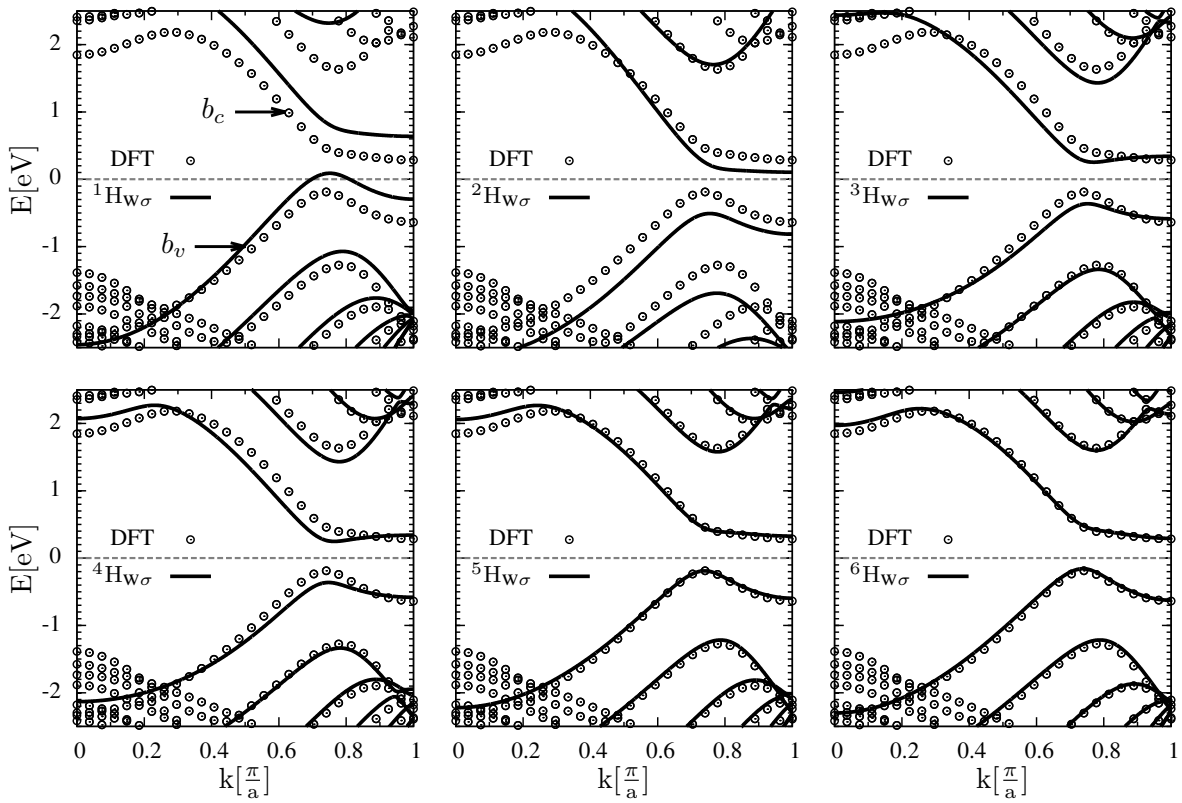 2
1
0
-1
-2
E[eV]
b_c
DFT
¹H_Wσ
b_v
DFT
²H_Wσ
DFT
³H_Wσ
2
1
0
-1
-2
E[eV]
DFT
⁴H_Wσ
DFT
⁵H_Wσ
DFT
⁶H_Wσ
0 0.2 0.4 0.6 0.8 1
0 0.2 0.4 0.6 0.8 1
0 0.2 0.4 0.6 0.8 1
k[π/a]
k[π/a]
k[π/a]